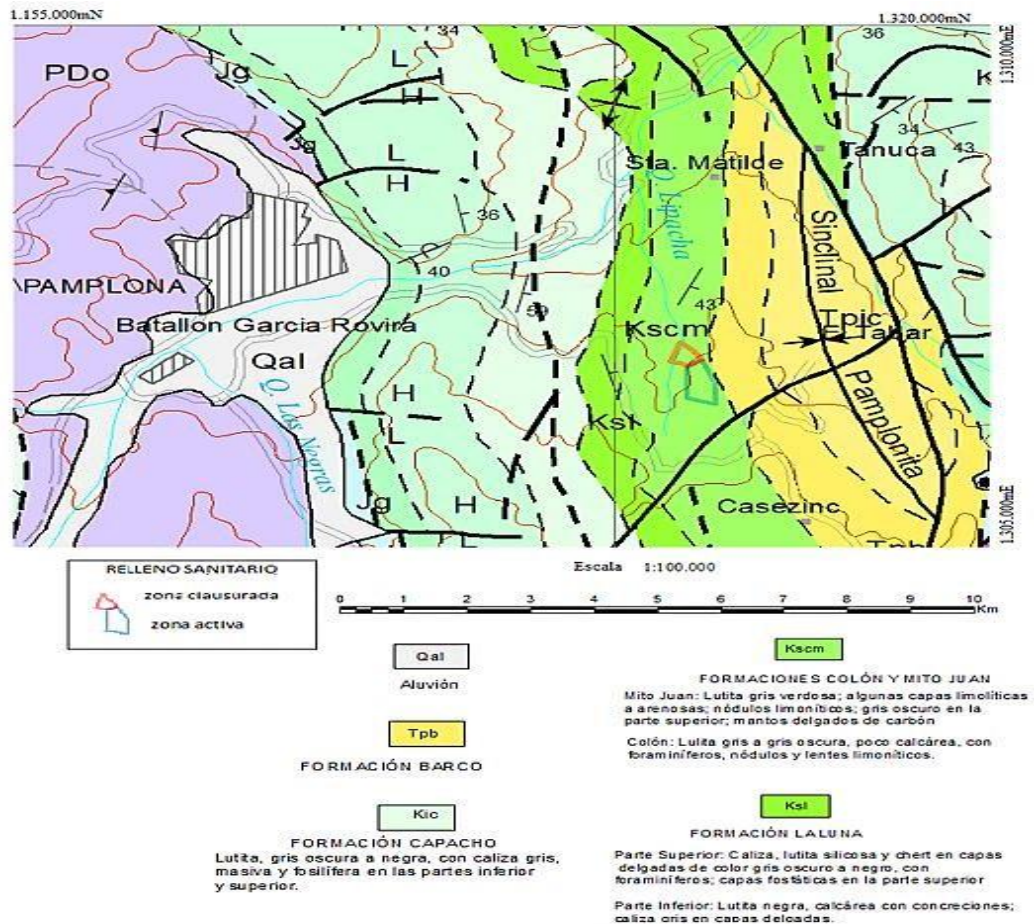 1.155.000mN
1.320.000mN
1.310.000mE
34
36
PDo
Jg
L
K
H
Jg
34
43
Tanuca
L
Sta. Matilde
H
Q. Lipacha
36
Sinclinal
40
PAMPLONA
43
59
Batallon Garcia Rovira
Kscm
Tpic
Tabar
Qal
Q. Las Negras
H
Pamplonita
Ksl
L
Jg
H
Casezinc
1.305.000mE
L
Tpb
RELLENO SANITARIO
zona clausurada
zona activa
Escala 1:100.000
0 1 2 3 4 5 6 7 8 9 10
Km
Qal
Aluvión
Tpb
FORMACIÓN BARCO
Kic
FORMACIÓN CAPACHO
Lutita, gris oscura a negra, con caliza gris,
masiva y fosilífera en las partes inferior
y superior.
Kscm
FORMACIONES COLÓN Y MITO JUAN
Mito Juan: Lutita gris verdosa; algunas capas limolíticas
a arenosas; nódulos limoníticos; gris oscuro en la
parte superior; mantos delgados de carbón
Colón: Lulita gris a gris oscura, poco calcárea, con
foraminíferos, nódulos y lentes limoníticos.
Ksl
FORMACIÓN LALUNA
Parte Superior: Caliza, lutita silicosa y chert en capas
delgadas de color gris oscuro a negro, con
foraminíferos; capas fosfáticas en la parte superior
Parte Inferior: Lutita negra, calcárea con concreciones;
caliza gris en capas delgadas.